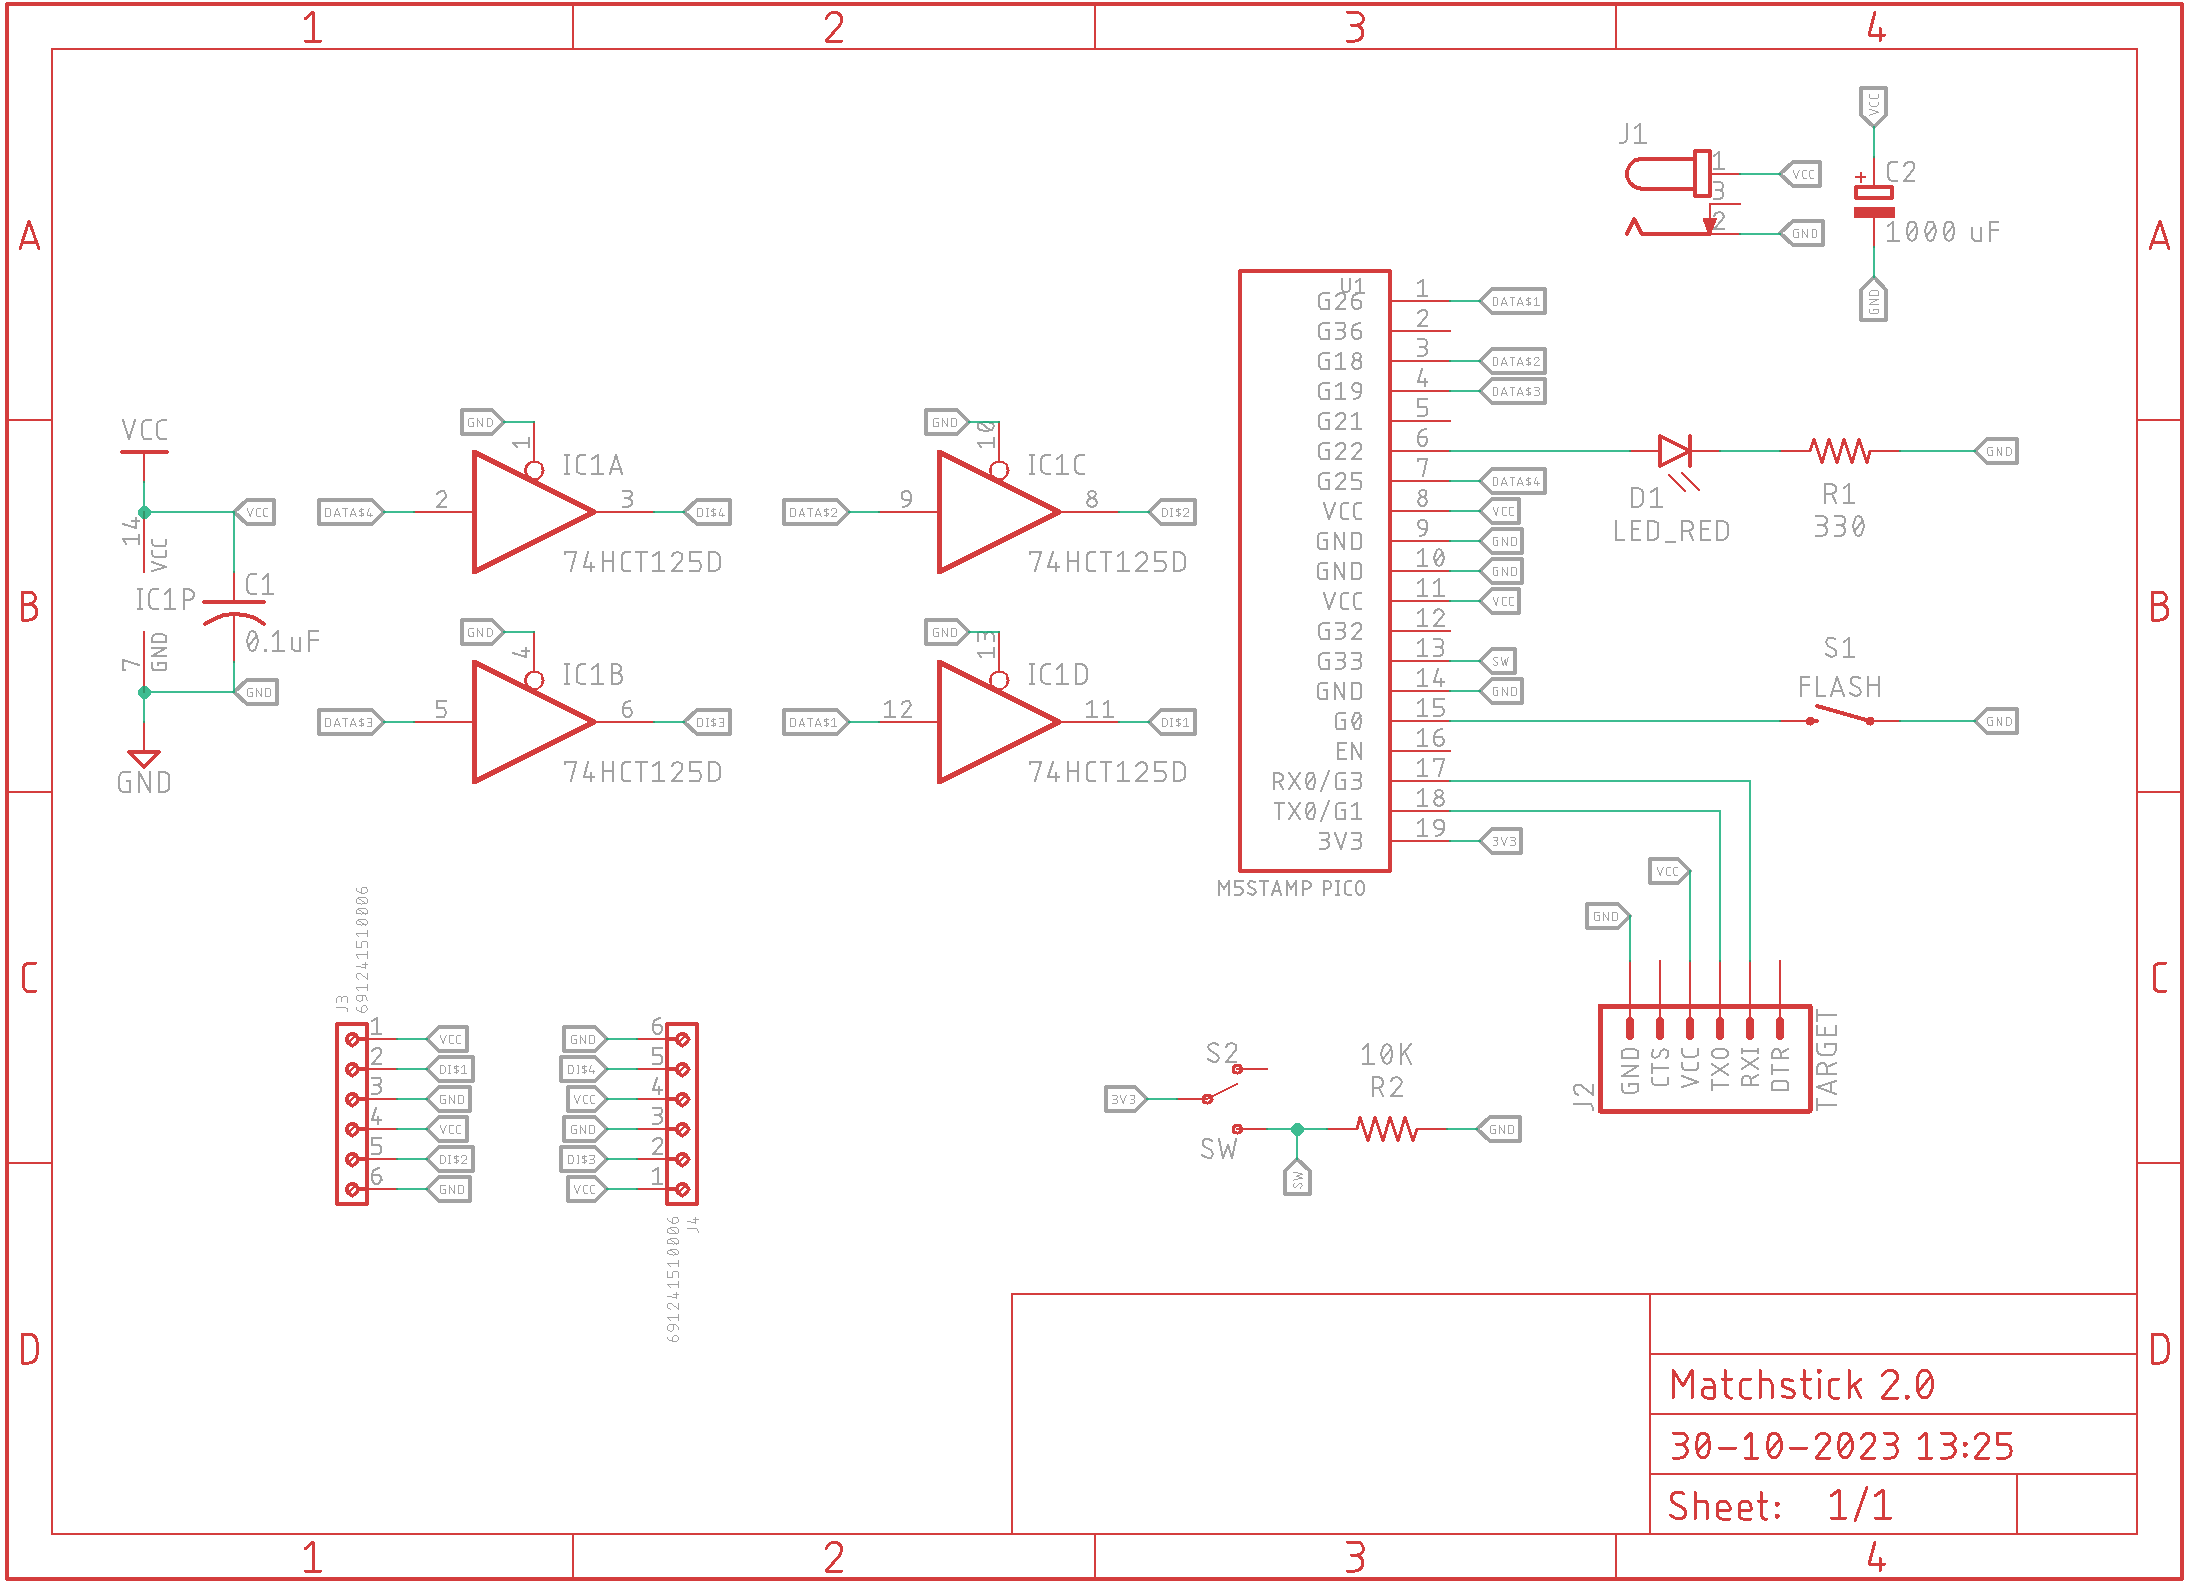 1 2 3 4
A A
B B
C C
D D
J1
1
3
2
VCC
GND
VCC
+
C2
1000 uF
GND
U1
G26 1 DATA$1
G36 2
G18 3 DATA$2
G19 4 DATA$3
G21 5
G22 6
G25 7 DATA$4
VCC 8 VCC
GND 9 GND
GND 10 GND
VCC 11 VCC
G32 12
G33 13 SW
GND 14 GND
G0 15
EN 16
RX0/G3 17
TX0/G1 18
3V3 19 3V3
M5STAMP PICO
D1
LED_RED
R1
330
GND
S1
FLASH
GND
VCC
14
VCC
VCC
IC1P
C1
0.1uF
7
GND
GND
GND
GND
1
IC1A
DATA$4 2 3 DI$4
74HCT125D
GND
10
IC1C
DATA$2 9 8 DI$2
74HCT125D
GND
4
IC1B
DATA$3 5 6 DI$3
74HCT125D
GND
13
IC1D
DATA$1 12 11 DI$1
74HCT125D
J3
691241510006
1 VCC
2 DI$1
3 GND
4 VCC
5 DI$2
6 GND
GND 6
DI$4 5
VCC 4
GND 3
DI$3 2
VCC 1
691241510006
J4
S2
3V3
SW
SW
10K
R2
GND
VCC
GND
J2
GND
CTS
VCC
TXO
RXI
DTR
TARGET
Matchstick 2.0
30-10-2023 13:25
Sheet: 1/1
1 2 3 4